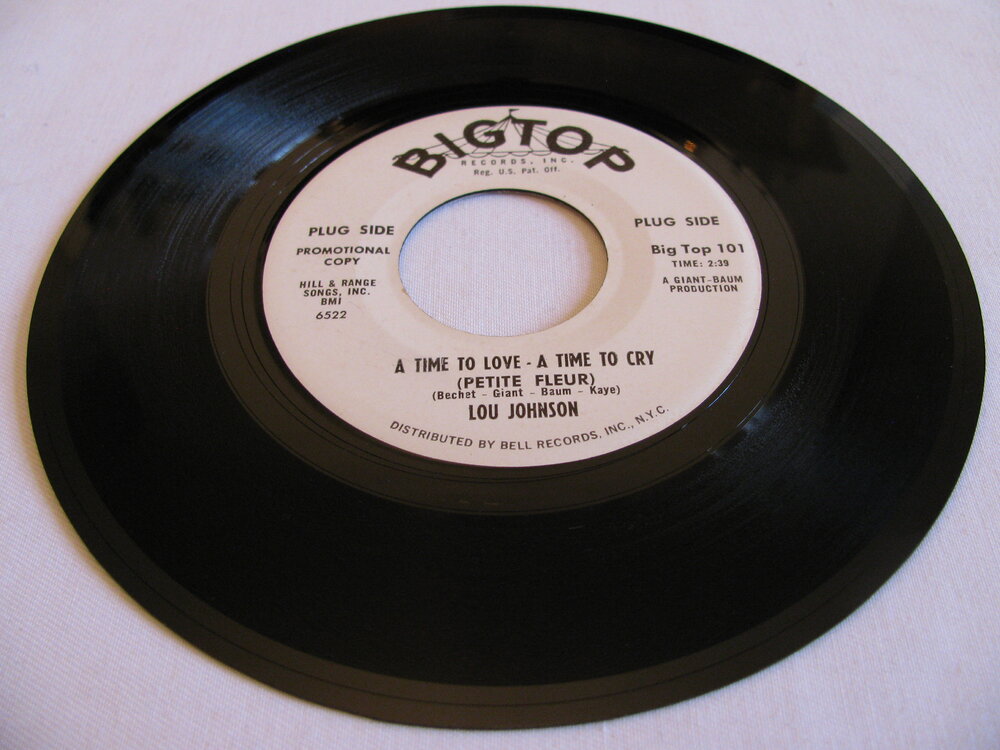 BIGTOP
RECORDS, INC.
Reg. U.S. Pat. Off.
PLUG SIDE
PROMOTIONAL
COPY
HILL & RANGE
SONGS, INC.
BMI
6522
PLUG SIDE
Big Top 101
TIME: 2:39
A GIANT-BAUM
PRODUCTION
A TIME TO LOVE - A TIME TO CRY
(PETITE FLEUR)
(Bechet - Giant - Baum - Kaye)
LOU JOHNSON
DISTRIBUTED BY BELL RECORDS, INC., N.Y.C.